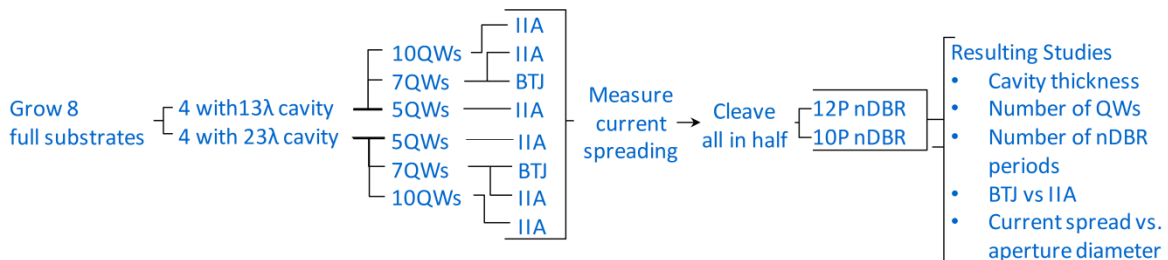 Grow 8
full substrates
4 with13λ cavity
4 with 23λ cavity
10QWs
7QWs
5QWs
5QWs
7QWs
10QWs
IIA
IIA
BTJ
IIA
IIA
BTJ
IIA
IIA
Measure
current
spreading
Cleave
all in half
12P nDBR
10P nDBR
Resulting Studies
• Cavity thickness
• Number of QWs
• Number of nDBR
periods
• BTJ vs IIA
• Current spread vs.
aperture diameter